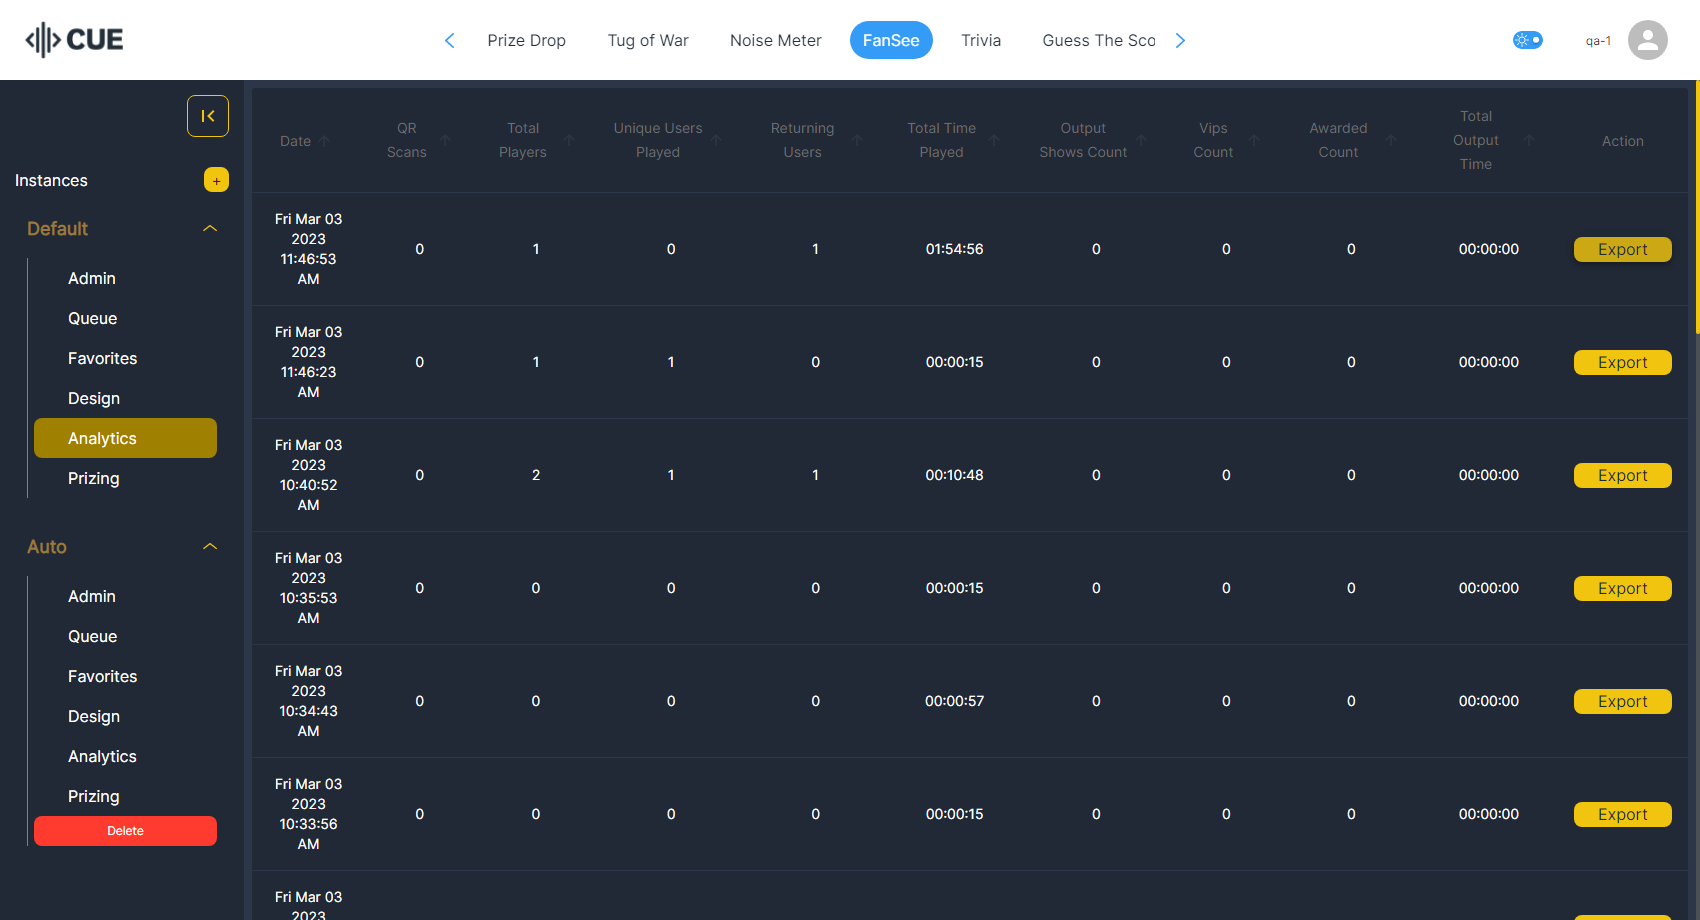 CUE
Prize Drop
Tug of War
Noise Meter
FanSee
Trivia
Guess The Sco
qa-1
Instances
+
Default
Admin
Queue
Favorites
Design
Analytics
Prizing
Auto
Admin
Queue
Favorites
Design
Analytics
Prizing
Delete
Date
QR
Scans
Total
Players
Unique Users
Played
Returning
Users
Total Time
Played
Output
Shows Count
Vips
Count
Awarded
Count
Total
Output
Time
Action
Fri Mar 03
2023
11:46:53
AM
0
1
0
1
01:54:56
0
0
0
00:00:00
Export
Fri Mar 03
2023
11:46:23
AM
0
1
1
0
00:00:15
0
0
0
00:00:00
Export
Fri Mar 03
2023
10:40:52
AM
0
2
1
1
00:10:48
0
0
0
00:00:00
Export
Fri Mar 03
2023
10:35:53
AM
0
0
0
0
00:00:15
0
0
0
00:00:00
Export
Fri Mar 03
2023
10:34:43
AM
0
0
0
0
00:00:57
0
0
0
00:00:00
Export
Fri Mar 03
2023
10:33:56
AM
0
0
0
0
00:00:15
0
0
0
00:00:00
Export
Fri Mar 03
2023